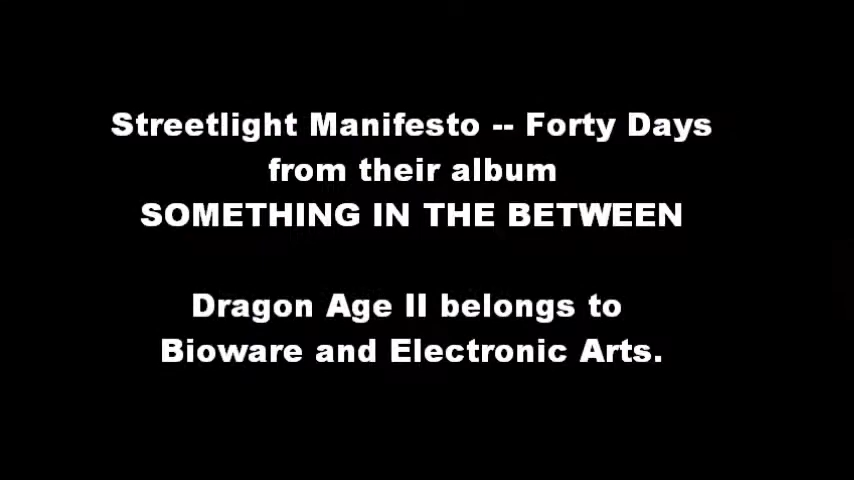 Streetlight Manifesto -- Forty Days
from their album
SOMETHING IN THE BETWEEN
Dragon Age II belongs to
Bioware and Electronic Arts.